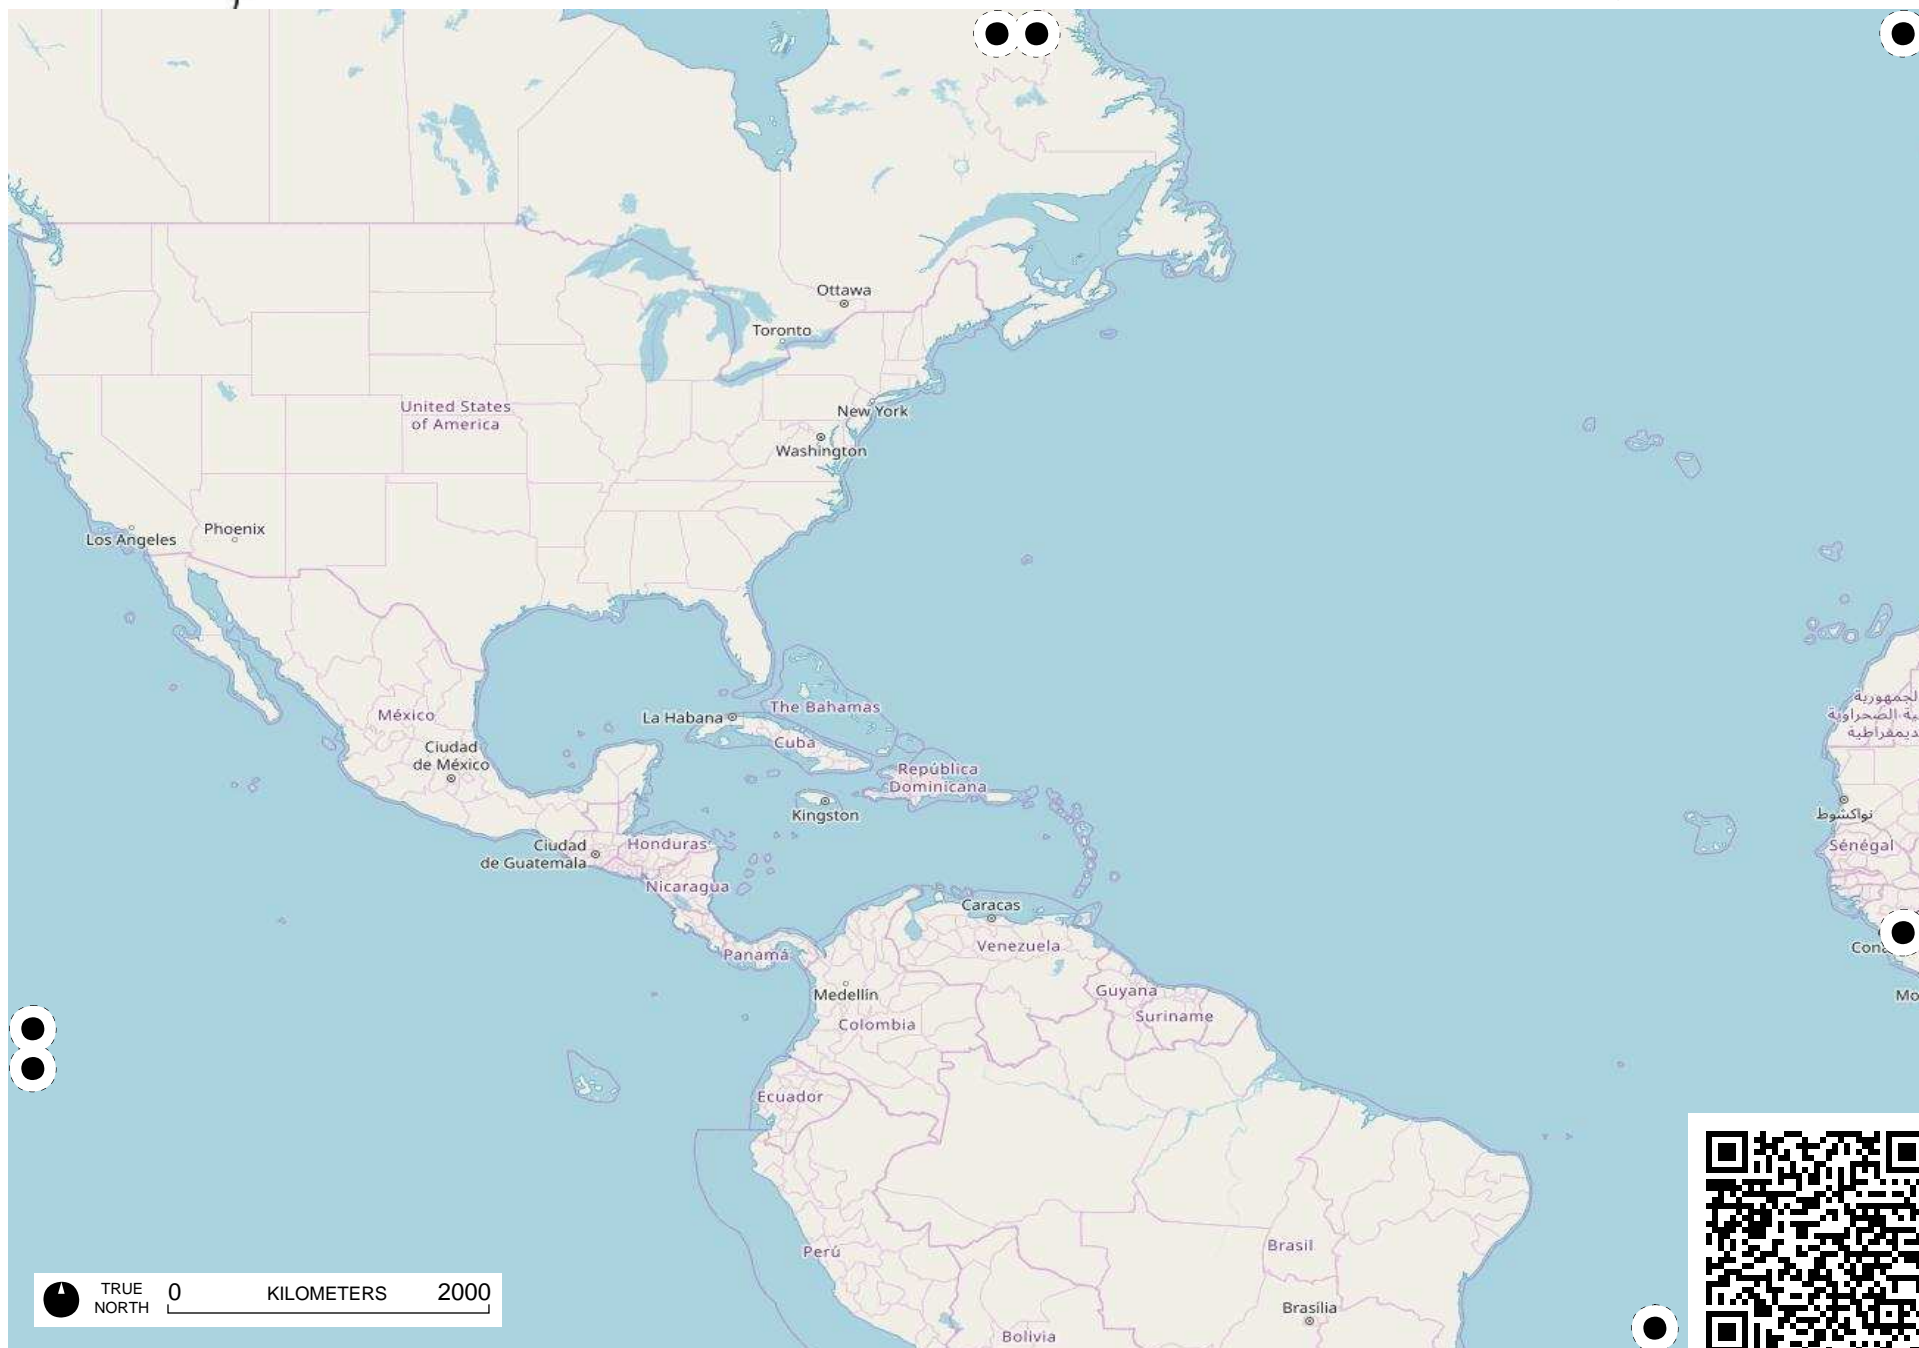 Ottawa
Toronto
United States
of America
New York
Washington
Los Angeles
Phoenix
México
La Habana
The Bahamas
Cuba
Ciudad
de México
República
Dominicana
Kingston
Ciudad
de Guatemala
Honduras
Nicaragua
نواكشوط
Sénégal
Caracas
Venezuela
Panamá
Medellín
Guyana
Suriname
Colombia
Ecuador
Perú
Brasil
Brasília
Bolivia
TRUE
NORTH
0 KILOMETERS 2000